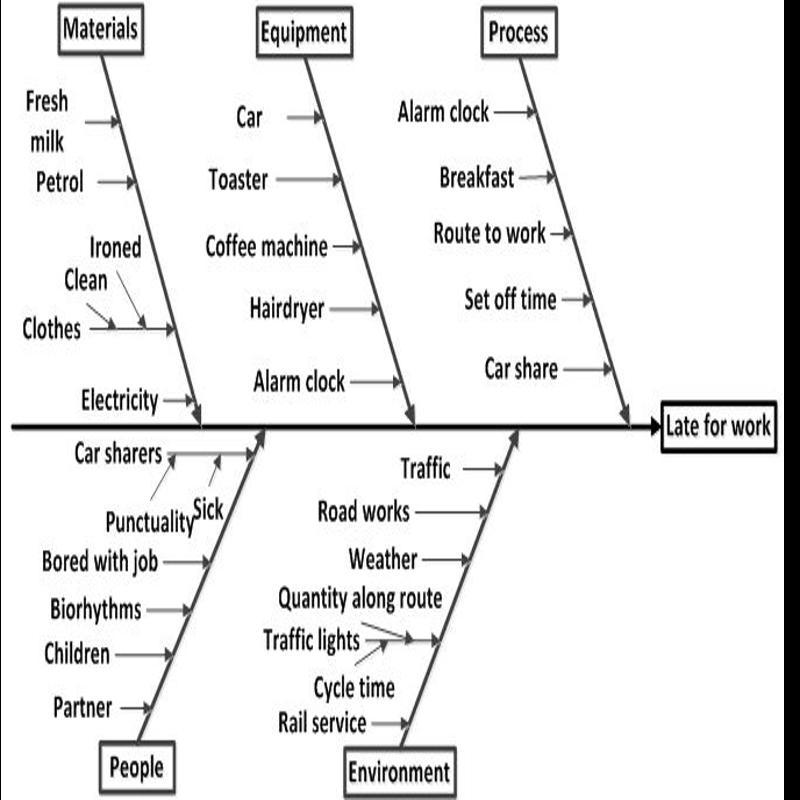 Materials
Equipment
Process
Fresh
milk
Car
Alarm clock
Petrol
Toaster
Breakfast
Route to work
Ironed
Coffee machine
Clean
Set off time
Hairdryer
Clothes
Car share
Alarm clock
Electricity
Late for work
Car sharers
Traffic
Sick
Punctuality
Road works
Bored with job
Weather
Quantity along route
Biorhythms
Traffic lights
Children
Cycle time
Partner
Rail service
People
Environment